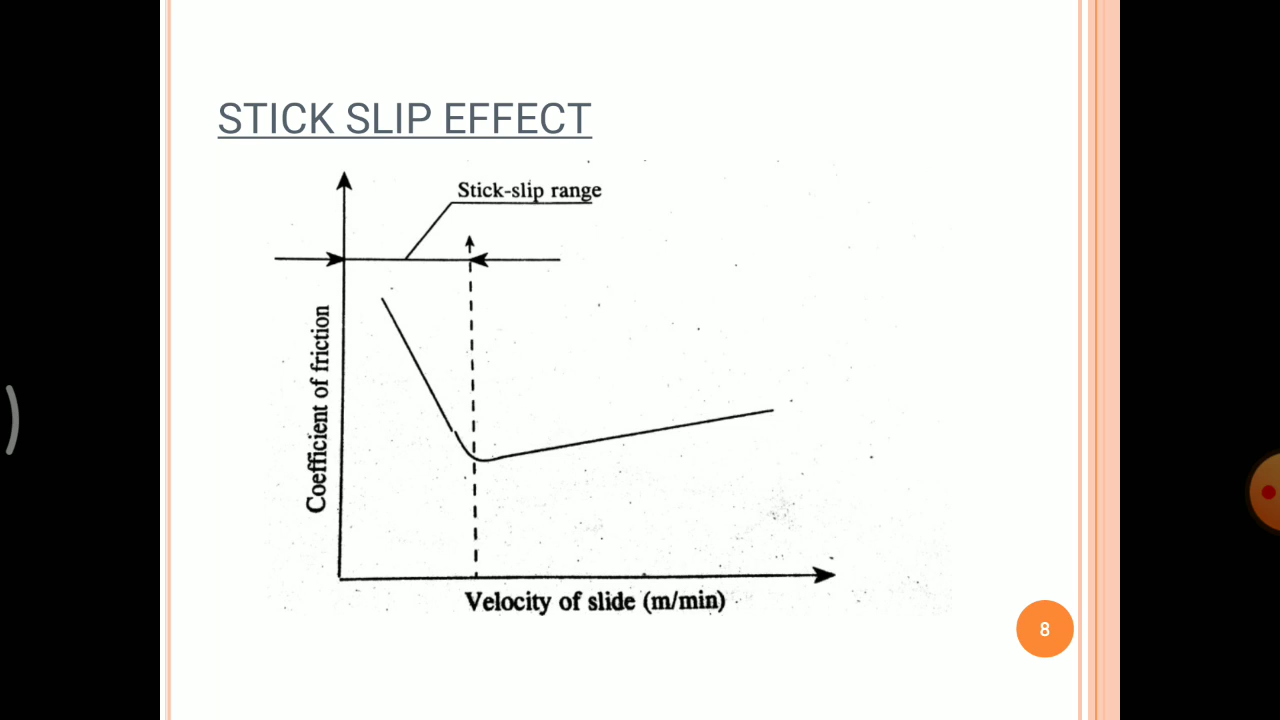 STICK SLIP EFFECT
Stick-slip range
Coefficient of friction
Velocity of slide (m/min)
8